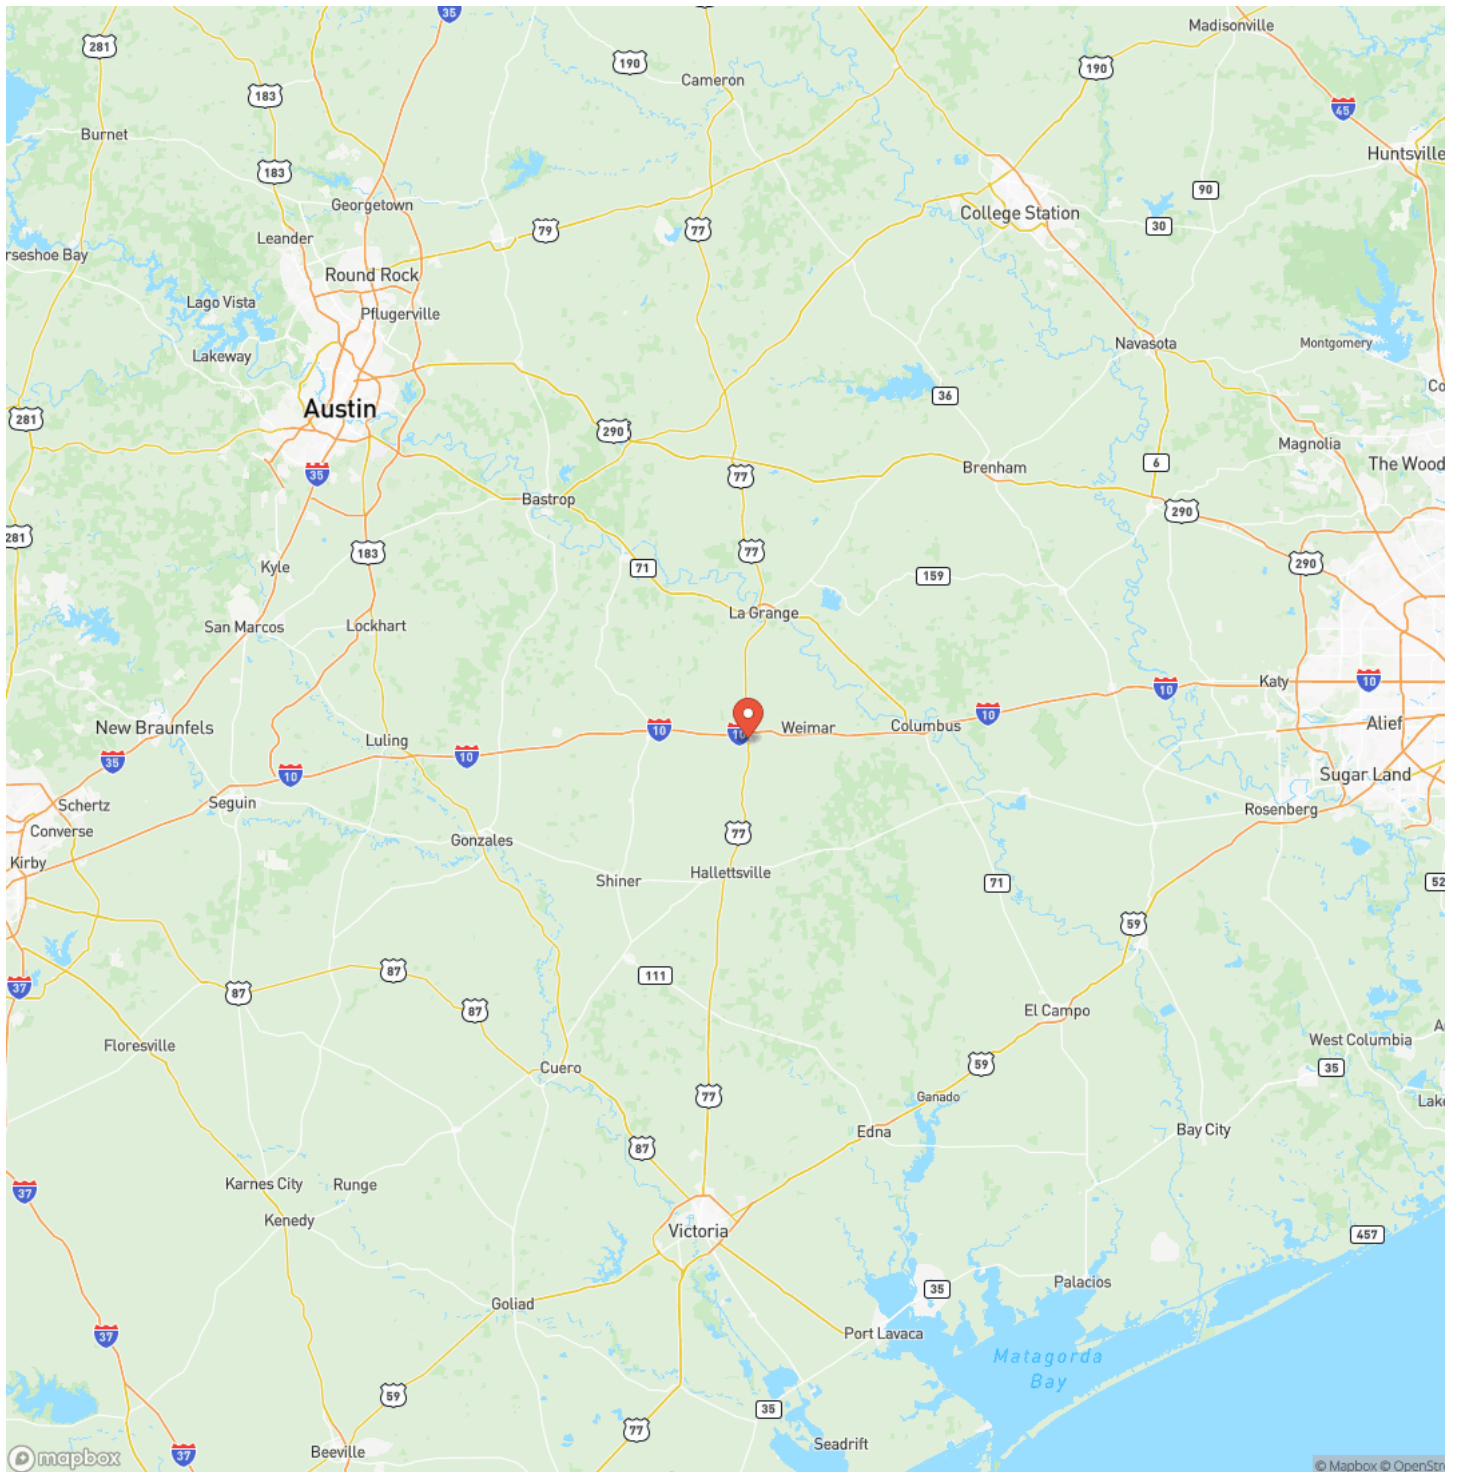 35
Madisonville
281
190
Cameron
190
183
45
Burnet
Huntsville
183
90
Georgetown
College Station
30
79
77
Leander
rseshoe Bay
Round Rock
Lago Vista
Pflugerville
Navasota
Montgomery
Lakeway
Co
36
Austin
281
290
Magnolia
6
The Wood
Brenham
35
77
Bastrop
290
281
183
77
290
Kyle
71
159
La Grange
San Marcos
Lockhart
Katy
10
10
10
New Braunfels
Weimar
Columbus
Alief
10
10
Luling
10
35
10
Sugar Land
Schertz
Seguin
Rosenberg
Converse
77
Gonzales
Kirby
Hallettsville
Shiner
71
52
59
111
87
37
87
87
El Campo
Floresville
West Columbia
A
59
Cuero
35
77
Ganado
Lake
Edna
Bay City
87
Karnes City
Runge
37
Kenedy
Victoria
457
Palacios
35
Goliad
37
Port Lavaca
Matagorda
Bay
59
35
77
Seadrift
Beeville
37
mapbox
© Mapbox © OpenStre